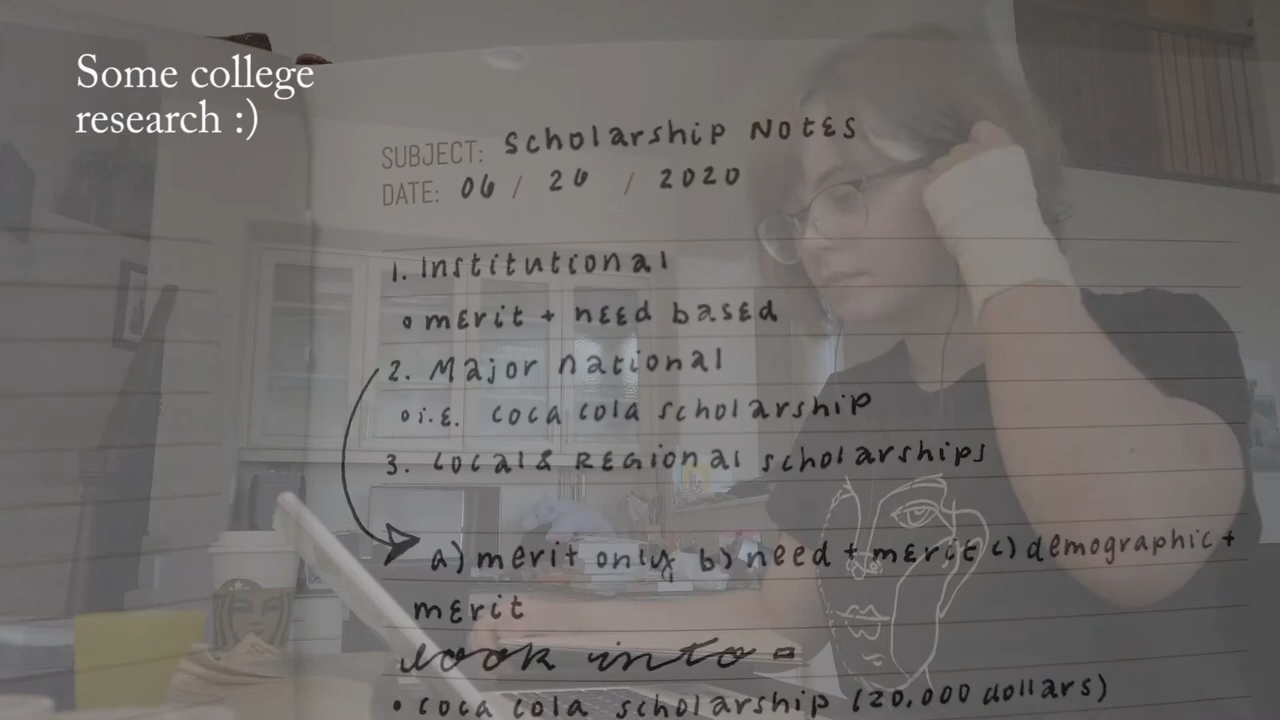 Some college
research :)
SUBJECT: Scholarship Notes
DATE: 06 / 26 / 2020
1. Institutional
o merit + need based
2. Major national
o i.e. coca cola scholarship
3. Local & Regional scholarships
a) merit only b) need + merit c) demographic +
merit
look into =
• coca cola scholarship (20,000 dollars)